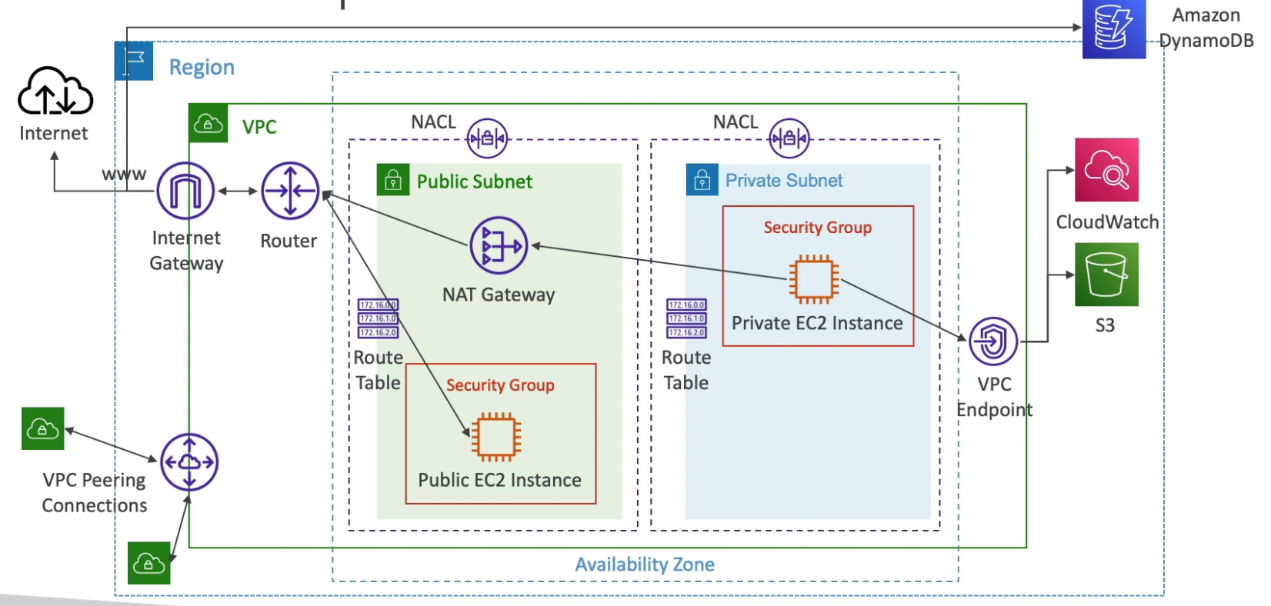 Amazon
DynamoDB
Region
Internet
VPC
NACL
NACL
www
Public Subnet
Private Subnet
Security Group
CloudWatch
Internet
Gateway
Router
NAT Gateway
172.16.0.0
172.16.1.0
172.16.2.0
Route
Table
172.16.0.0
172.16.1.0
172.16.2.0
Route
Table
Private EC2 Instance
S3
VPC
Endpoint
Security Group
Public EC2 Instance
VPC Peering
Connections
Availability Zone